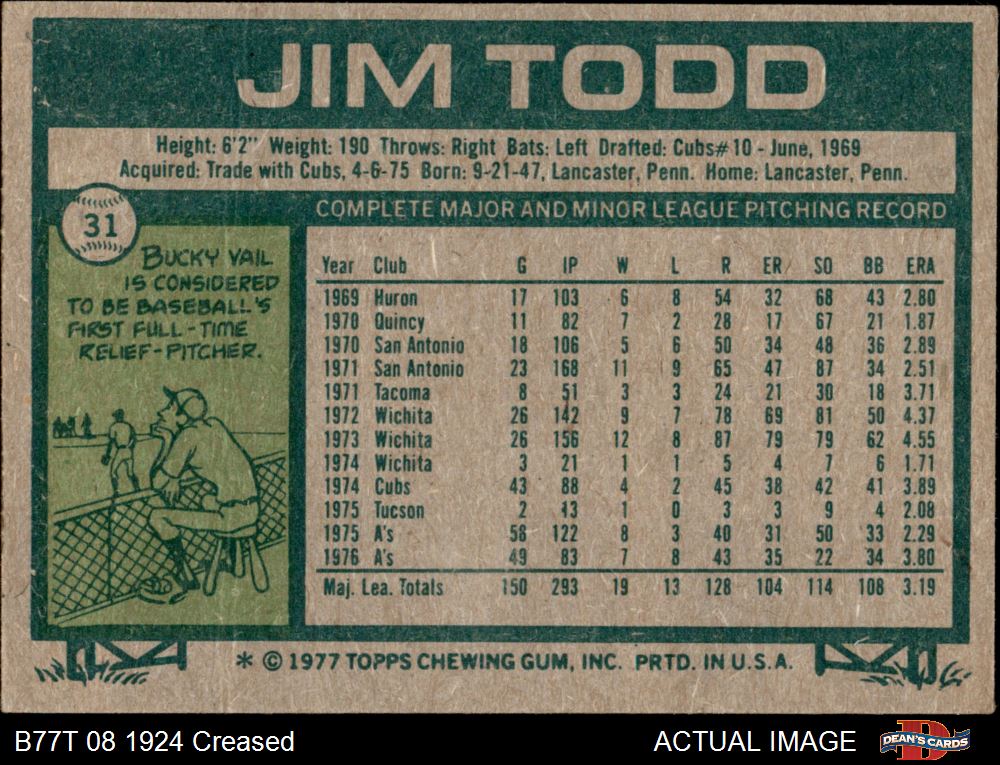 JIM TODD
Height: 6'2" Weight: 190 Throws: Right Bats: Left Drafted: Cubs#10 - June, 1969
Acquired: Trade with Cubs, 4-6-75 Born: 9-21-47, Lancaster, Penn. Home: Lancaster, Penn.
31
BUCKY VAIL
IS CONSIDERED
TO BE BASEBALL'S
FIRST FULL-TIME
RELIEF-PITCHER.
COMPLETE MAJOR AND MINOR LEAGUE PITCHING RECORD
Year Club G IP W L R ER SO BB ERA
1969 Huron 17 103 6 8 54 32 68 43 2.80
1970 Quincy 11 82 7 2 28 17 67 21 1.87
1970 San Antonio 18 106 5 6 50 34 48 36 2.89
1971 San Antonio 23 168 11 9 65 47 87 34 2.51
1971 Tacoma 8 51 3 3 24 21 30 18 3.71
1972 Wichita 26 142 9 7 78 69 81 50 4.37
1973 Wichita 26 156 12 8 87 79 79 62 4.55
1974 Wichita 3 21 1 1 5 4 7 6 1.71
1974 Cubs 43 88 4 2 45 38 42 41 3.89
1975 Tucson 2 43 1 0 3 3 9 4 2.08
1975 A's 58 122 8 3 40 31 50 33 2.29
1976 A's 49 83 7 8 43 35 22 34 3.80
Maj. Lea. Totals 150 293 19 13 128 104 114 108 3.19
* © 1977 TOPPS CHEWING GUM, INC. PRTD. IN U.S.A.
B77T 08 1924 Creased
ACTUAL IMAGE
DEAN'S CARDS